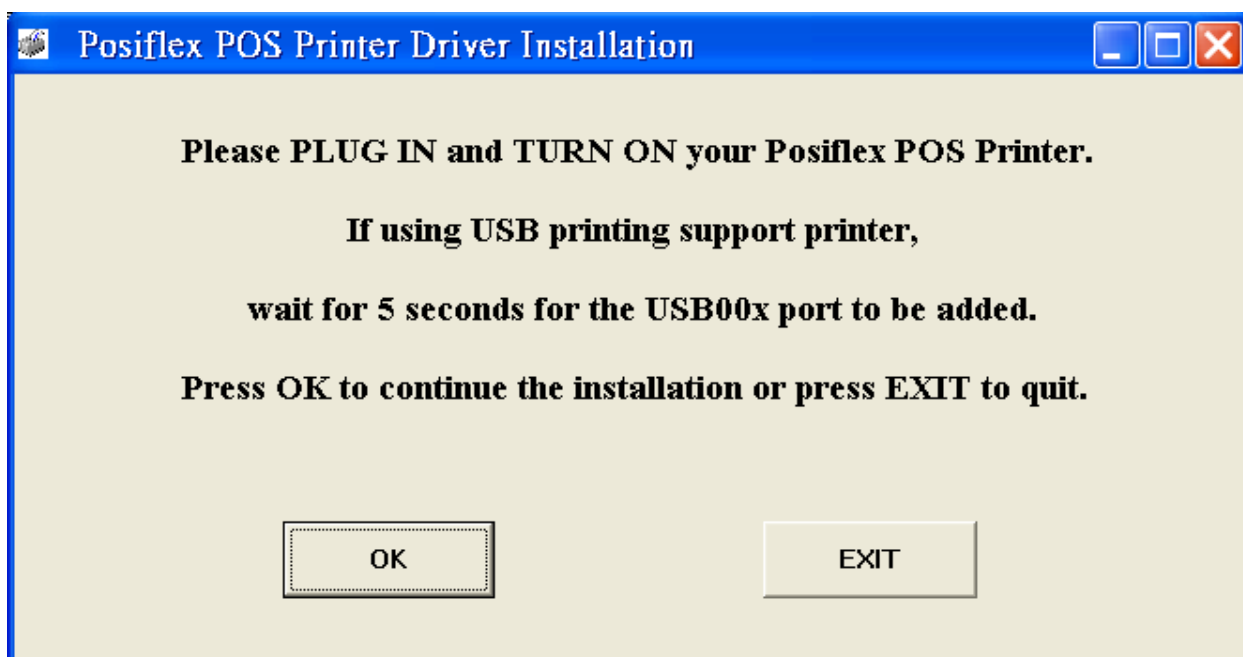 Posiflex POS Printer Driver Installation
Please PLUG IN and TURN ON your Posiflex POS Printer.
If using USB printing support printer,
wait for 5 seconds for the USB00x port to be added.
Press OK to continue the installation or press EXIT to quit.
OK
EXIT